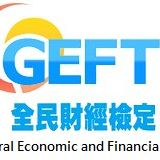 GEFT
全民財經檢定
ral Economic and Financia